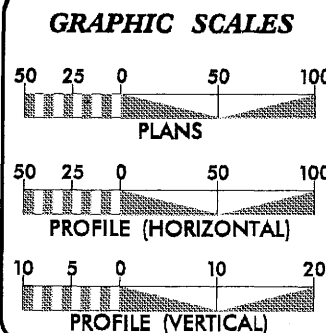 GRAPHIC SCALES
50 25 0 50 100
PLANS
50 25 0 50 100
PROFILE (HORIZONTAL)
10 5 0 10 20
PROFILE (VERTICAL)